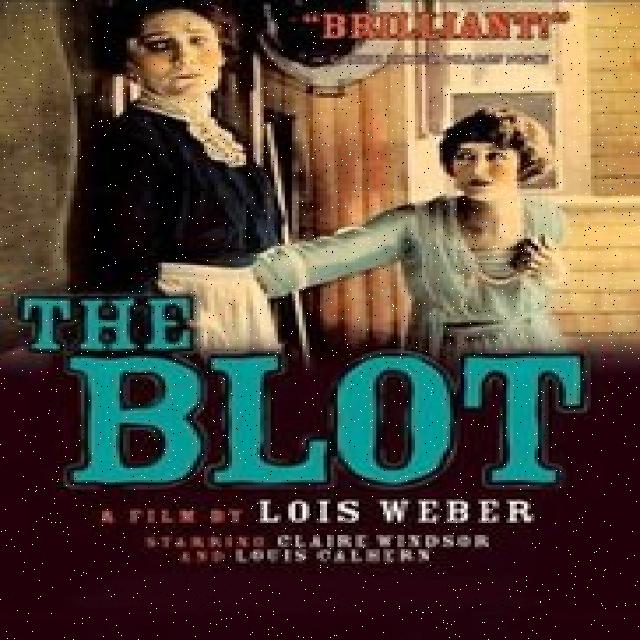 "BRILLIANT!"
THE
BLOT
A FILM BY LOIS WEBER
STARRING CLAIRE WINDSOR
AND LOUIS CALHERN